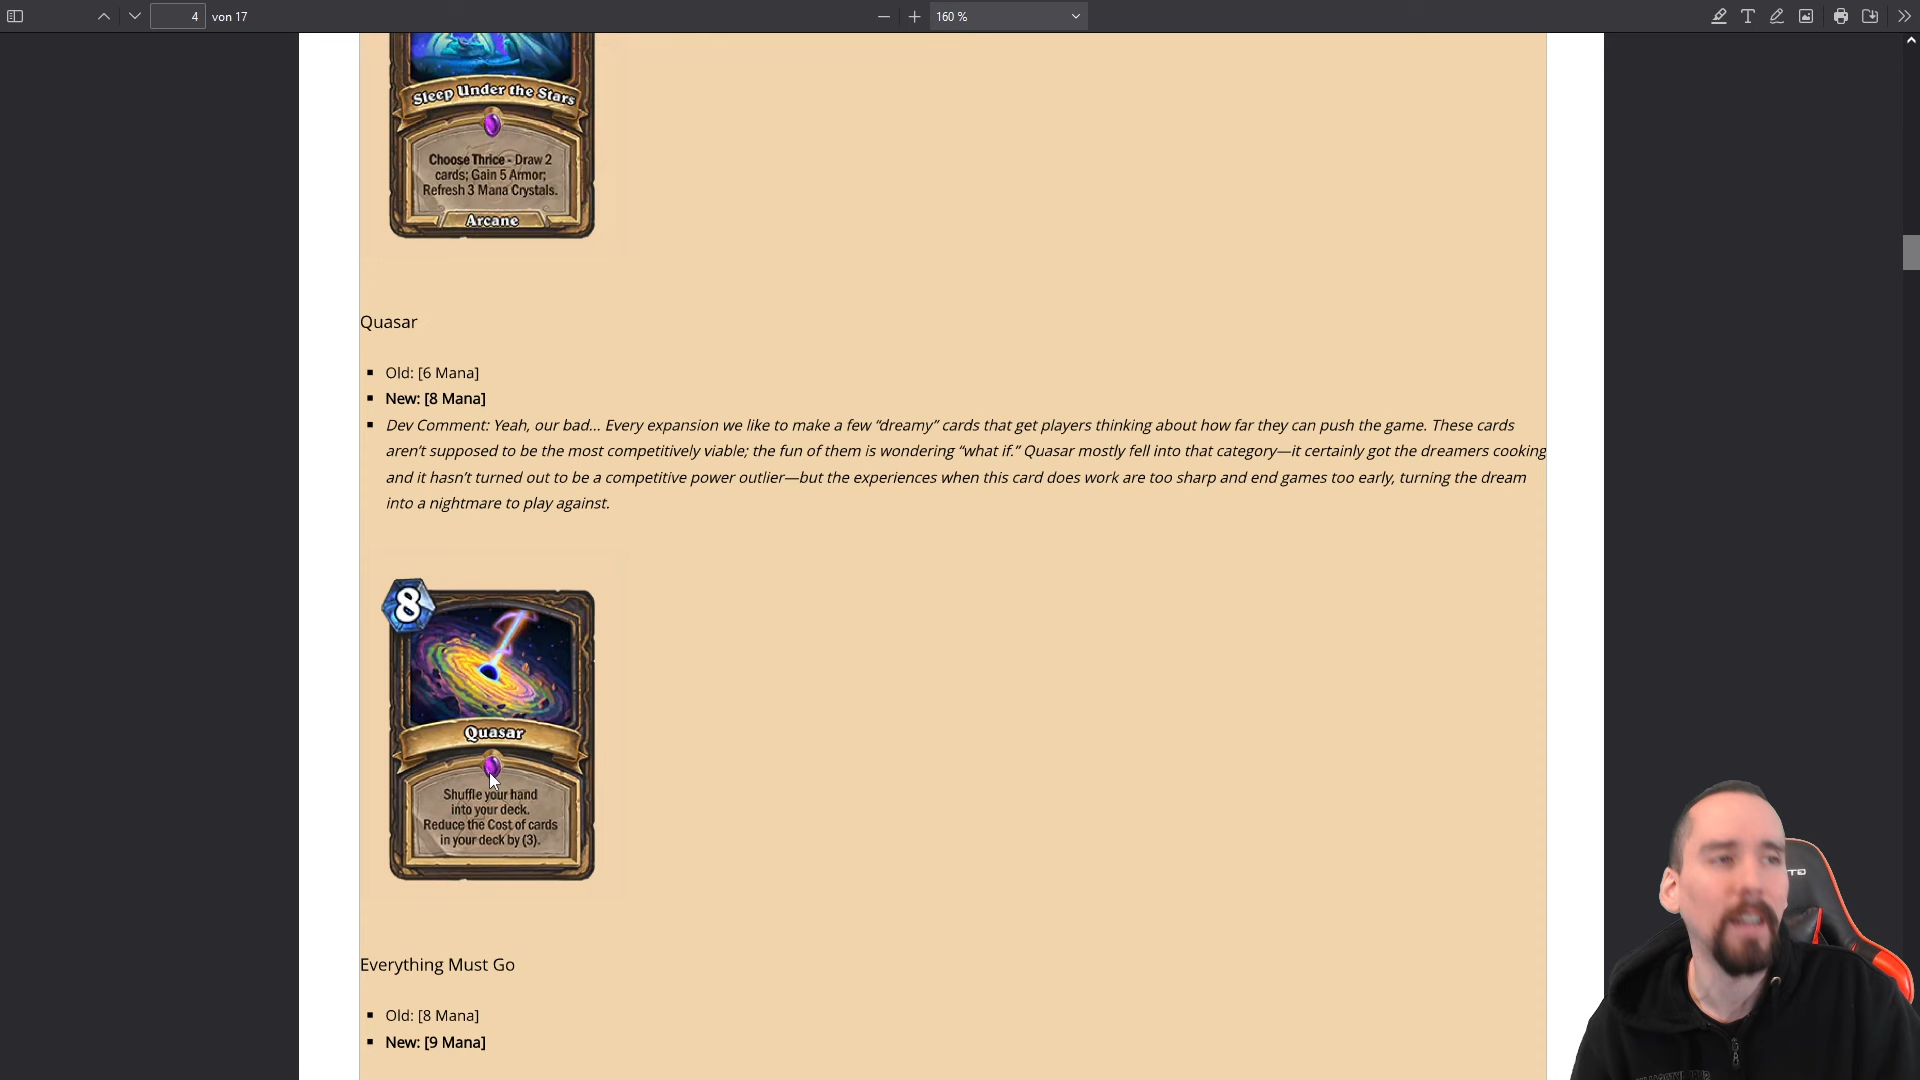 4 von 17
160 %
Sleep Under the Stars
Choose Thrice - Draw 2
cards; Gain 5 Armor;
Refresh 3 Mana Crystals.
Arcane
Quasar
Old: [6 Mana]
New: [8 Mana]
Dev Comment: Yeah, our bad... Every expansion we like to make a few “dreamy” cards that get players thinking about how far they can push the game. These cards
aren’t supposed to be the most competitively viable; the fun of them is wondering “what if.” Quasar mostly fell into that category—it certainly got the dreamers cooking
and it hasn’t turned out to be a competitive power outlier—but the experiences when this card does work are too sharp and end games too early, turning the dream
into a nightmare to play against.
8
Quasar
Shuffle your hand
into your deck.
Reduce the Cost of cards
in your deck by (3).
Everything Must Go
Old: [8 Mana]
New: [9 Mana]